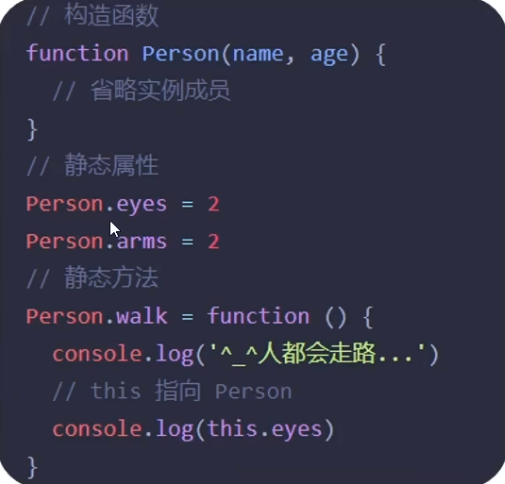 // 构造函数
function Person(name, age) {
  // 省略实例成员
}
// 静态属性
Person.eyes = 2
Person.arms = 2
// 静态方法
Person.walk = function () {
  console.log('^_^人都会走路...')
  // this 指向 Person
  console.log(this.eyes)
}